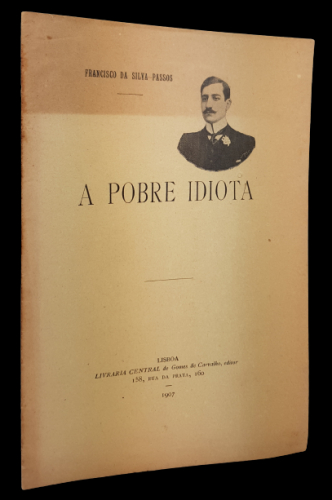 FRANCISCO DA SILVA PASSOS
A POBRE IDIOTA
LISBOA
LIVRARIA CENTRAL de Gomes de Carvalho, editor
158, RUA DA PRATA, 160
1907